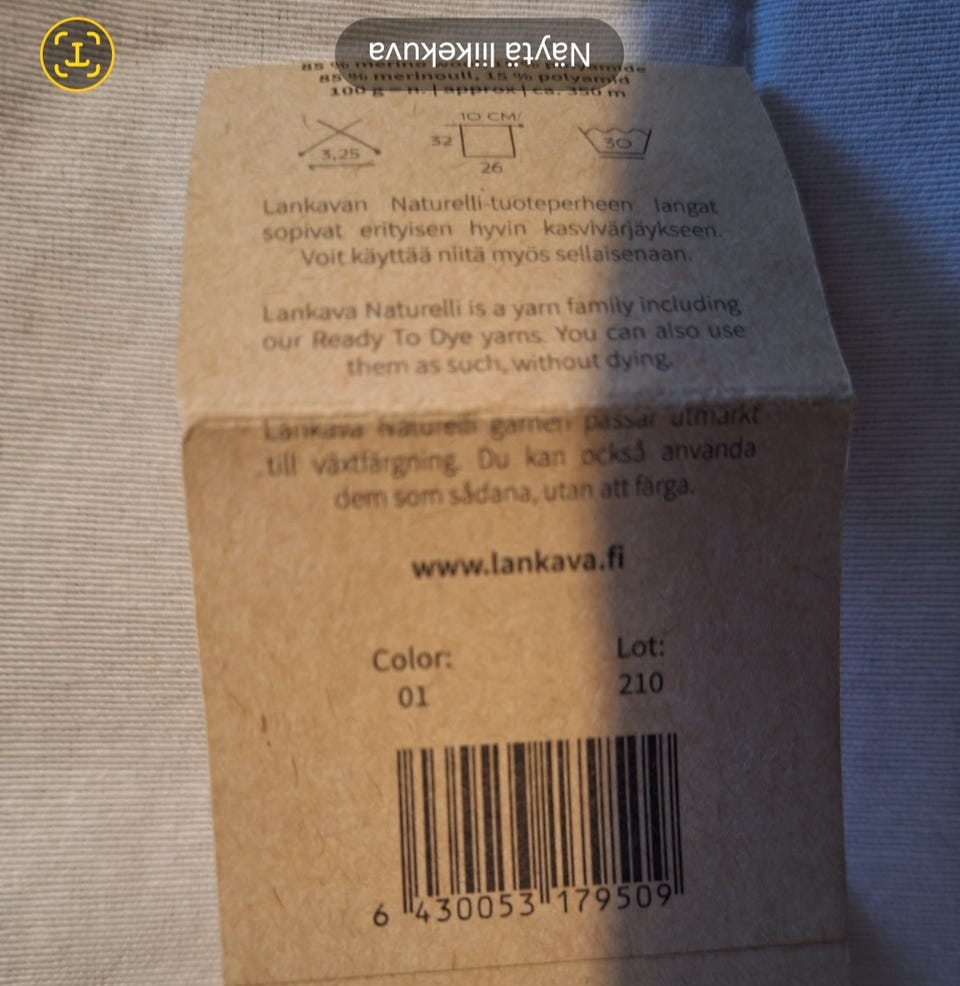 Näytä liikekuva
85 % merinoull, 15 % polyamid
100 g = n. | approx | ca. 350 m
10 CM
32
3,25
30
26
Lankavan Naturelli-tuoteperheen langat
sopivat erityisen hyvin kasvivärjäykseen.
Voit käyttää niitä myös sellaisenaan.
Lankava Naturelli is a yarn family including
our Ready To Dye yarns. You can also use
them as such, without dying.
Lankava Naturelli garnen passar utmärkt
till växtfärgning. Du kan också använda
dem som sådana, utan att färga.
www.lankava.fi
Color:
01
Lot:
210
6 430053 179509